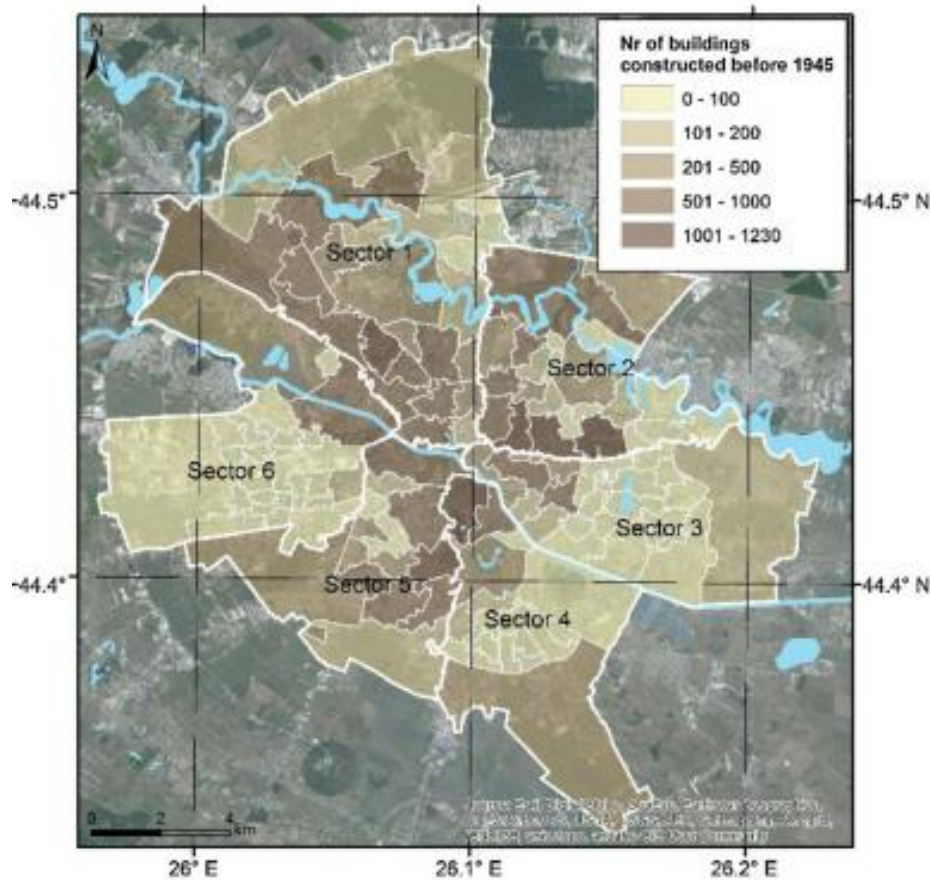 N
Nr of buildings
constructed before 1945
0 - 100
101 - 200
201 - 500
501 - 1000
1001 - 1230
44.5°
44.5° N
Sector 1
Sector 2
Sector 6
Sector 3
44.4°
44.4° N
Sector 5
Sector 4
0 2 4
km
26° E
26.1° E
26.2° E